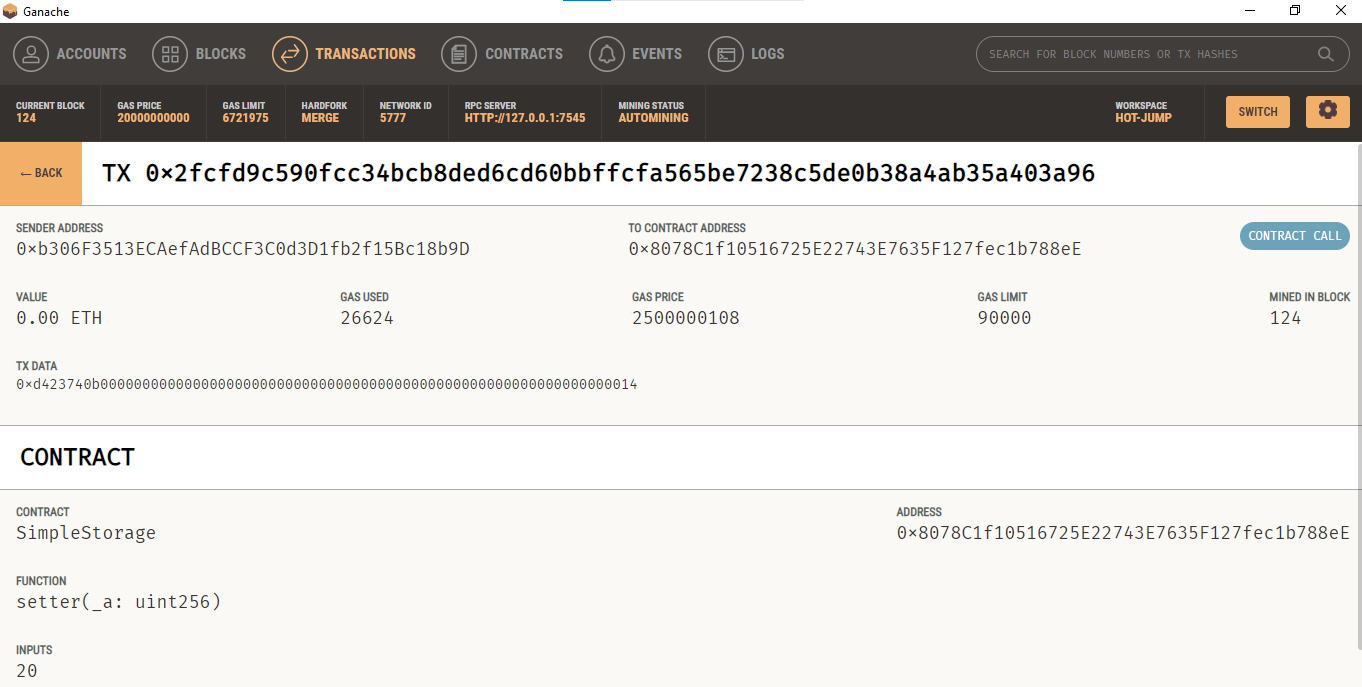 Ganache
ACCOUNTS BLOCKS TRANSACTIONS CONTRACTS EVENTS LOGS SEARCH FOR BLOCK NUMBERS OR TX HASHES
CURRENT BLOCK GAS PRICE GAS LIMIT HARDFORK NETWORK ID RPC SERVER MINING STATUS WORKSPACE
124 20000000000 6721975 MERGE 5777 HTTP://127.0.0.1:7545 AUTOMINING HOT-JUMP SWITCH
← BACK TX 0×2fcfd9c590fcc34bcb8ded6cd60bbffcfa565be7238c5de0b38a4ab35a403a96
SENDER ADDRESS TO CONTRACT ADDRESS
0×b306F3513ECAefAdBCCF3C0d3D1fb2f15Bc18b9D 0×8078C1f10516725E22743E7635F127fec1b788eE CONTRACT CALL
VALUE GAS USED GAS PRICE GAS LIMIT MINED IN BLOCK
0.00 ETH 26624 2500000108 90000 124
TX DATA
0×d423740b0000000000000000000000000000000000000000000000000000000000000014
CONTRACT
CONTRACT ADDRESS
SimpleStorage 0×8078C1f10516725E22743E7635F127fec1b788eE
FUNCTION
setter(_a: uint256)
INPUTS
20